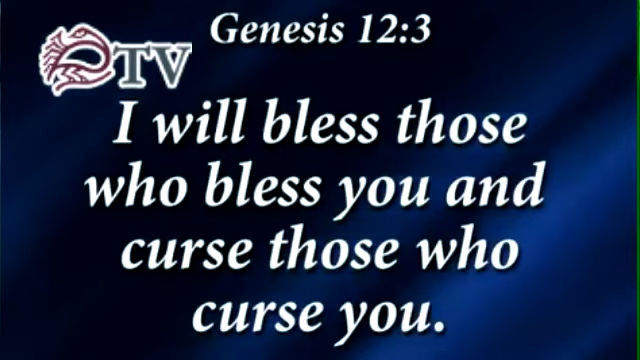 Genesis 12:3
TV
I will bless those
who bless you and
curse those who
curse you.